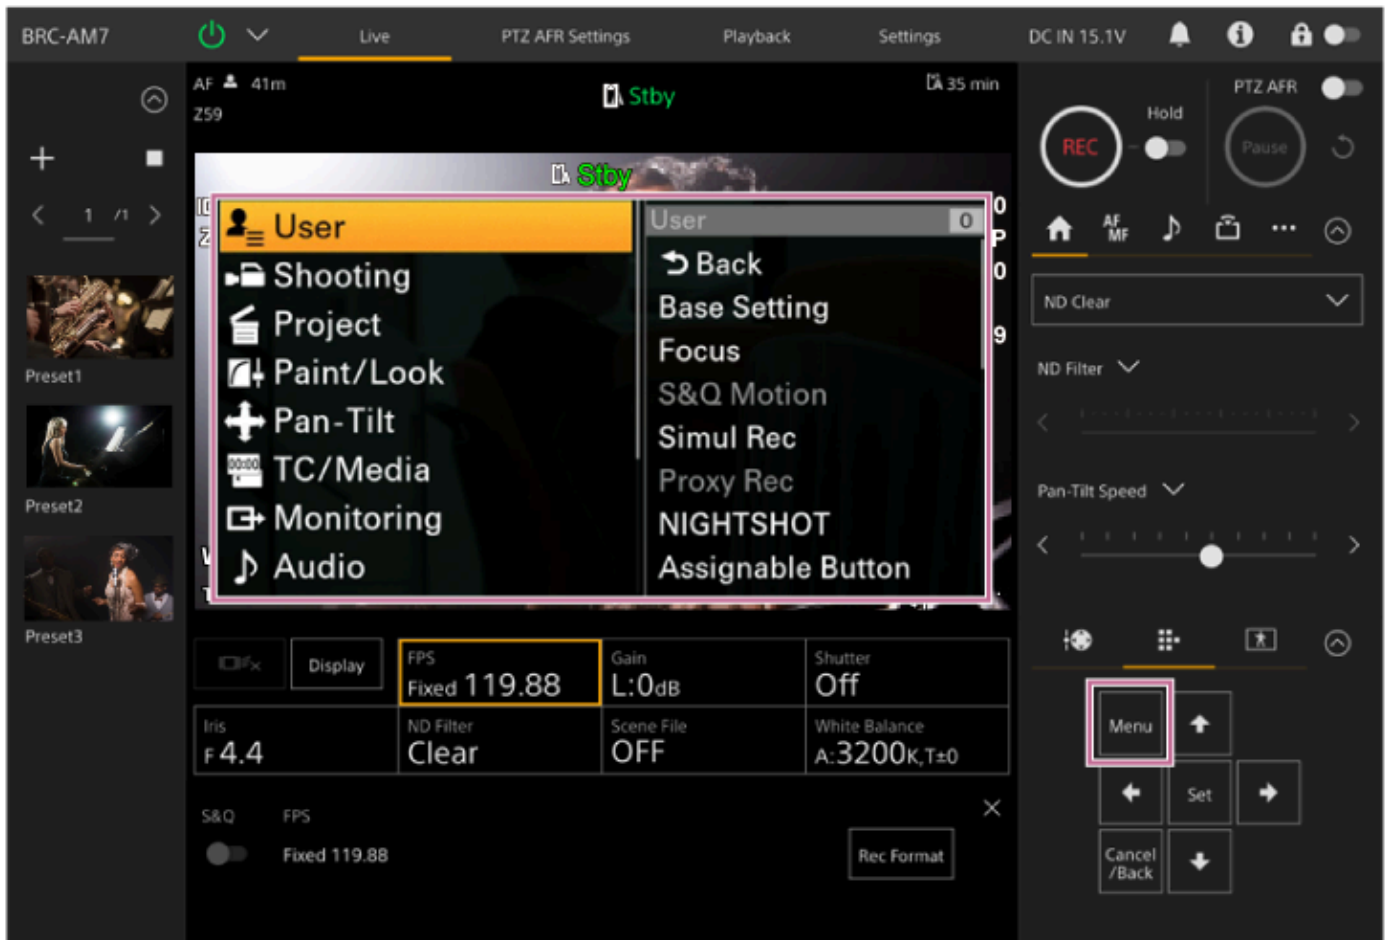 BRC-AM7
Live
PTZ AFR Settings
Playback
Settings
DC IN 15.1V
1 /1
Preset1
Preset2
Preset3
AF 41m
Z59
Stby
35 min
Stby
User
Shooting
Project
Paint/Look
Pan-Tilt
TC/Media
Monitoring
Audio
User 0
Back
Base Setting
Focus
S&Q Motion
Simul Rec
Proxy Rec
NIGHTSHOT
Assignable Button
Display
FPS
Fixed 119.88
Gain
L:0dB
Shutter
Off
Iris
F 4.4
ND Filter
Clear
Scene File
OFF
White Balance
A:3200K,T±0
S&Q
FPS
Fixed 119.88
Rec Format
REC
Hold
PTZ AFR
Pause
AF
MF
ND Clear
ND Filter
Pan-Tilt Speed
Menu
Set
Cancel
/Back